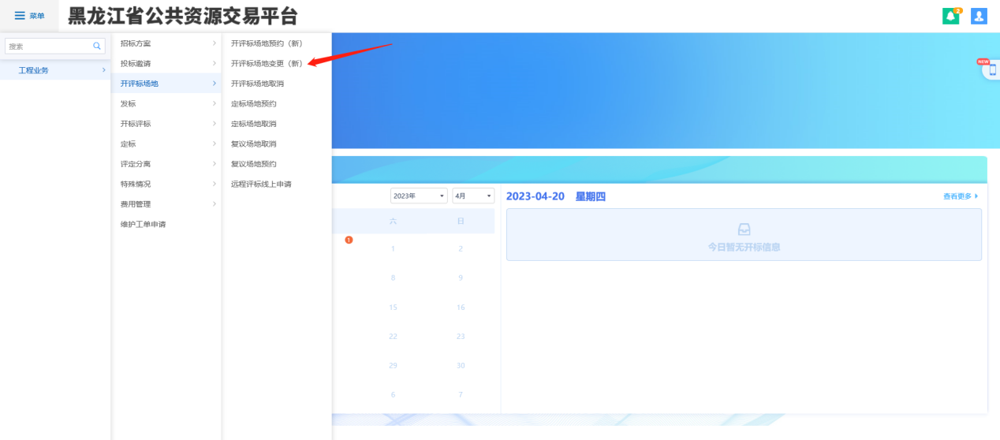 菜单
黑龙江省公共资源交易平台
2
搜索
工程业务
招标方案
投标邀请
开评标场地
发标
开标评标
定标
评定分离
特殊情况
费用管理
维护工单申请
开评标场地预约（新）
开评标场地变更（新）
开评标场地取消
定标场地预约
定标场地取消
复议场地取消
复议场地预约
远程评标线上申请
NEW
2023年 4月
六 日
1
1 2
8 9
15 16
22 23
29 30
6 7
2023-04-20 星期四 查看更多
今日暂无开标信息